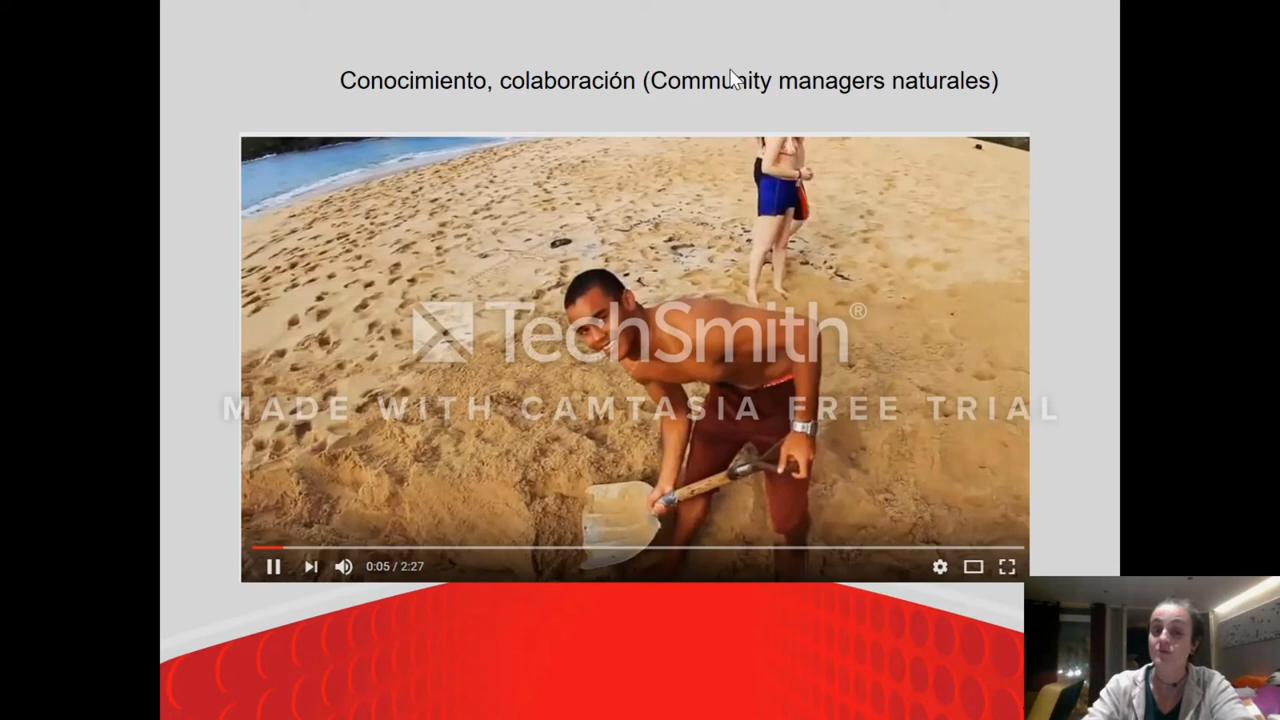 Conocimiento, colaboración (Community managers naturales)
TechSmith®
MADE WITH CAMTASIA FREE TRIAL
0:05 / 2:27